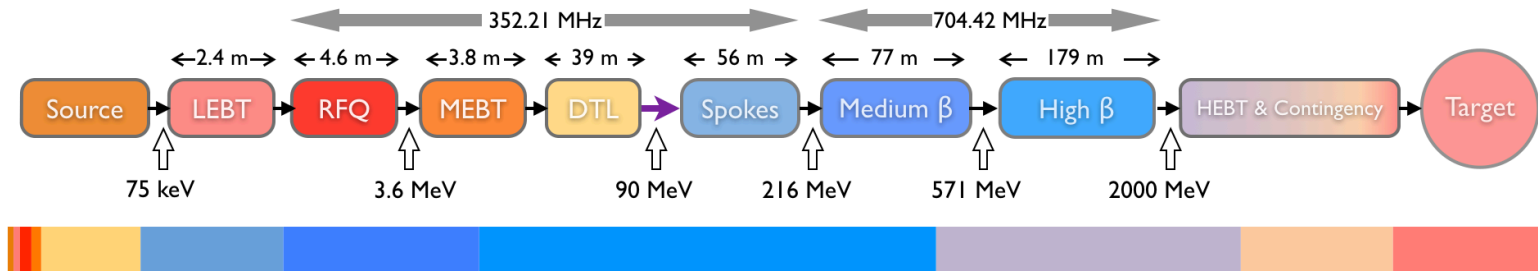 352.21 MHz
704.42 MHz
2.4 m
4.6 m
3.8 m
39 m
56 m
77 m
179 m
Source
LEBT
RFQ
MEBT
DTL
Spokes
Medium β
High β
HEBT & Contingency
Target
75 keV
3.6 MeV
90 MeV
216 MeV
571 MeV
2000 MeV